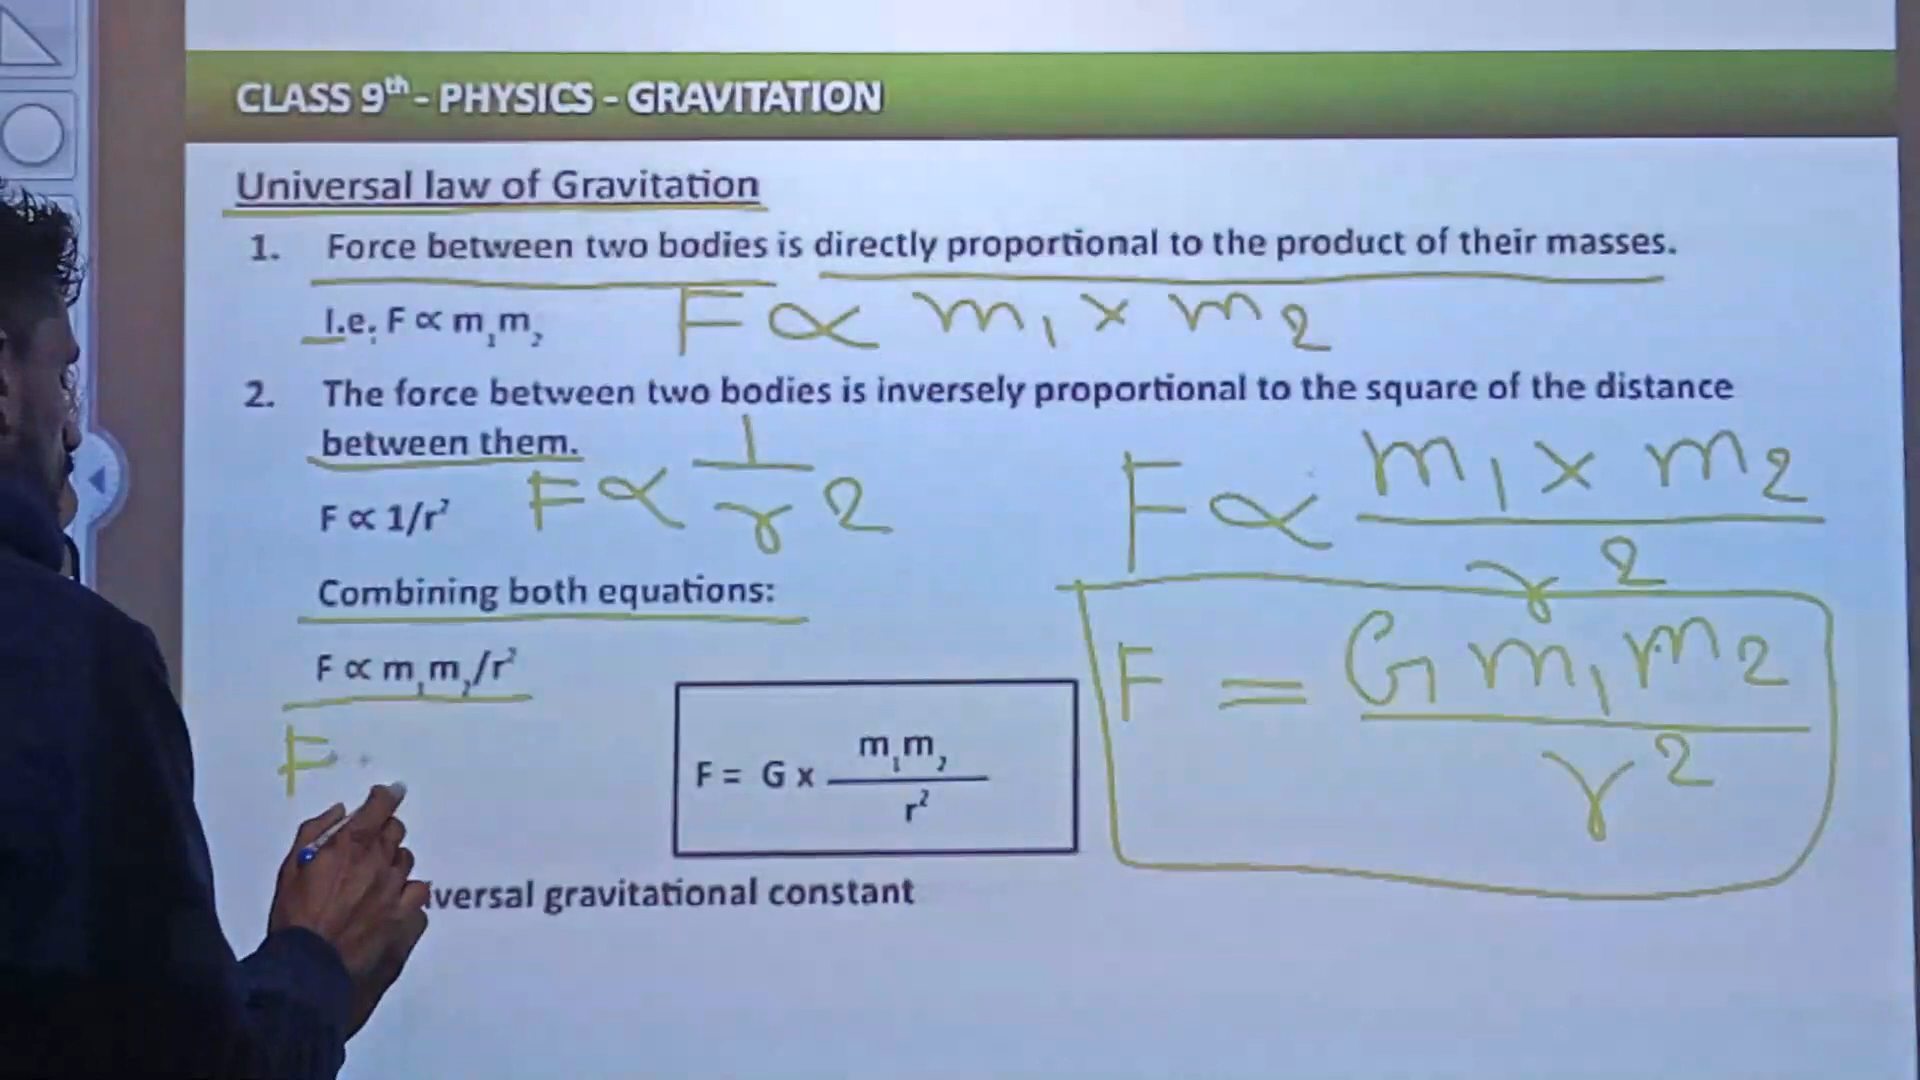 CLASS 9th - PHYSICS - GRAVITATION
Universal law of Gravitation
1. Force between two bodies is directly proportional to the product of their masses.
I.e. F ∝ m₁m₂ F ∝ m₁ × m₂
2. The force between two bodies is inversely proportional to the square of the distance
between them.
F ∝ 1/r² F ∝ 1/r²
F ∝ m₁ × m₂ / r²
Combining both equations:
F ∝ m₁m₂/r²
F = G m₁m₂ / r²
F
F = G x m₁m₂ / r²
gravitational constant